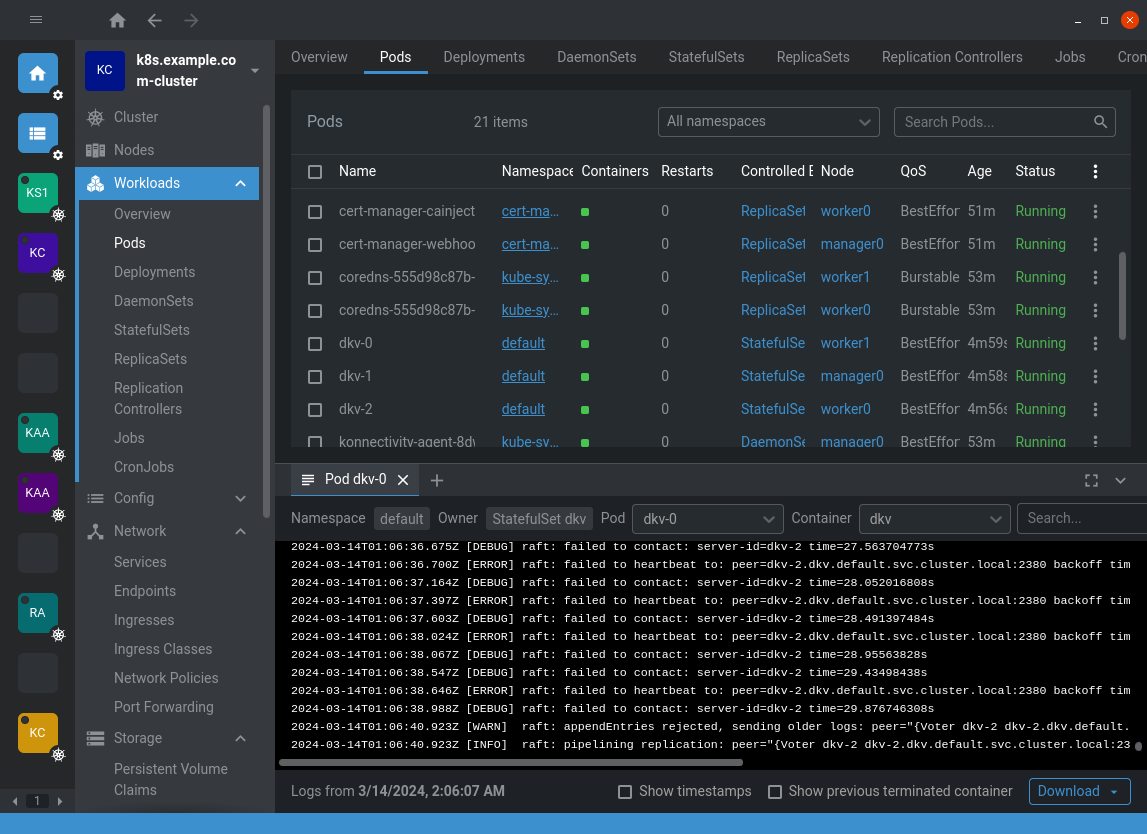 KC
k8s.example.co
m-cluster
Cluster
Nodes
Workloads
Overview
Pods
Deployments
DaemonSets
StatefulSets
ReplicaSets
Replication
Controllers
Jobs
CronJobs
Config
Network
Services
Endpoints
Ingresses
Ingress Classes
Network Policies
Port Forwarding
Storage
Persistent Volume
Claims
KS1
KC
KAA
KAA
RA
KC
1
Overview Pods Deployments DaemonSets StatefulSets ReplicaSets Replication Controllers Jobs Cron
Pods 21 items All namespaces Search Pods...
Name Namespace Containers Restarts Controlled B Node QoS Age Status
cert-manager-cainject cert-ma... 0 ReplicaSet worker0 BestEffor 51m Running
cert-manager-webhoo cert-ma... 0 ReplicaSet manager0 BestEffor 51m Running
coredns-555d98c87b- kube-sy... 0 ReplicaSet worker1 Burstable 53m Running
coredns-555d98c87b- kube-sy... 0 ReplicaSet worker0 Burstable 53m Running
dkv-0 default 0 StatefulSe worker1 BestEffor 4m59s Running
dkv-1 default 0 StatefulSe manager0 BestEffor 4m58s Running
dkv-2 default 0 StatefulSe worker0 BestEffor 4m56s Running
konnectivity-agent-8d kube-sy... 0 DaemonSe manager0 BestEffor 53m Running
Pod dkv-0
Namespace default Owner StatefulSet dkv Pod dkv-0 Container dkv Search...
2024-03-14T01:06:36.675Z [DEBUG] raft: failed to contact: server-id=dkv-2 time=27.563704773s
2024-03-14T01:06:36.700Z [ERROR] raft: failed to heartbeat to: peer=dkv-2.dkv.default.svc.cluster.local:2380 backoff tim
2024-03-14T01:06:37.164Z [DEBUG] raft: failed to contact: server-id=dkv-2 time=28.052016808s
2024-03-14T01:06:37.397Z [ERROR] raft: failed to heartbeat to: peer=dkv-2.dkv.default.svc.cluster.local:2380 backoff tim
2024-03-14T01:06:37.603Z [DEBUG] raft: failed to contact: server-id=dkv-2 time=28.491397484s
2024-03-14T01:06:38.024Z [ERROR] raft: failed to heartbeat to: peer=dkv-2.dkv.default.svc.cluster.local:2380 backoff tim
2024-03-14T01:06:38.067Z [DEBUG] raft: failed to contact: server-id=dkv-2 time=28.95563828s
2024-03-14T01:06:38.547Z [DEBUG] raft: failed to contact: server-id=dkv-2 time=29.43498438s
2024-03-14T01:06:38.646Z [ERROR] raft: failed to heartbeat to: peer=dkv-2.dkv.default.svc.cluster.local:2380 backoff tim
2024-03-14T01:06:38.988Z [DEBUG] raft: failed to contact: server-id=dkv-2 time=29.876746308s
2024-03-14T01:06:40.923Z [WARN] raft: appendEntries rejected, sending older logs: peer="{Voter dkv-2 dkv-2.dkv.default.
2024-03-14T01:06:40.923Z [INFO] raft: pipelining replication: peer="{Voter dkv-2 dkv-2.dkv.default.svc.cluster.local:23
Logs from 3/14/2024, 2:06:07 AM Show timestamps Show previous terminated container Download